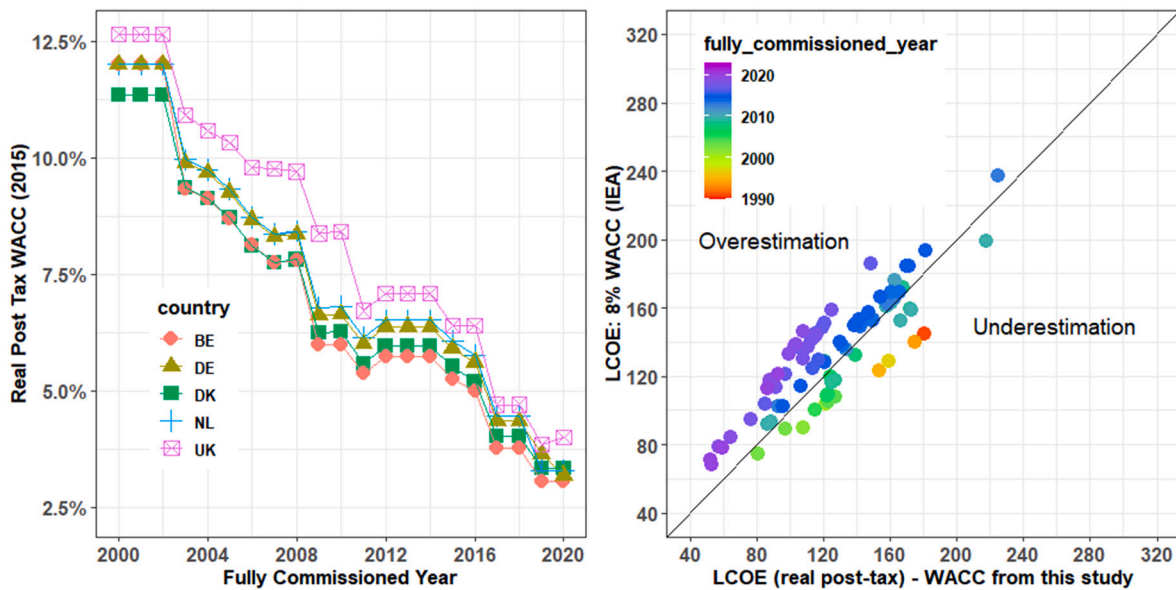 Real Post Tax WACC (2015)
12.5%
10.0%
7.5%
5.0%
2.5%
country
BE
DE
DK
NL
UK
2000 2004 2008 2012 2016 2020
Fully Commissioned Year
LCOE: 8% WACC (IEA)
320
280
240
200
160
120
80
40
fully_commissioned_year
2020
2010
2000
1990
Overestimation
Underestimation
40 80 120 160 200 240 280 320
LCOE (real post-tax) - WACC from this study